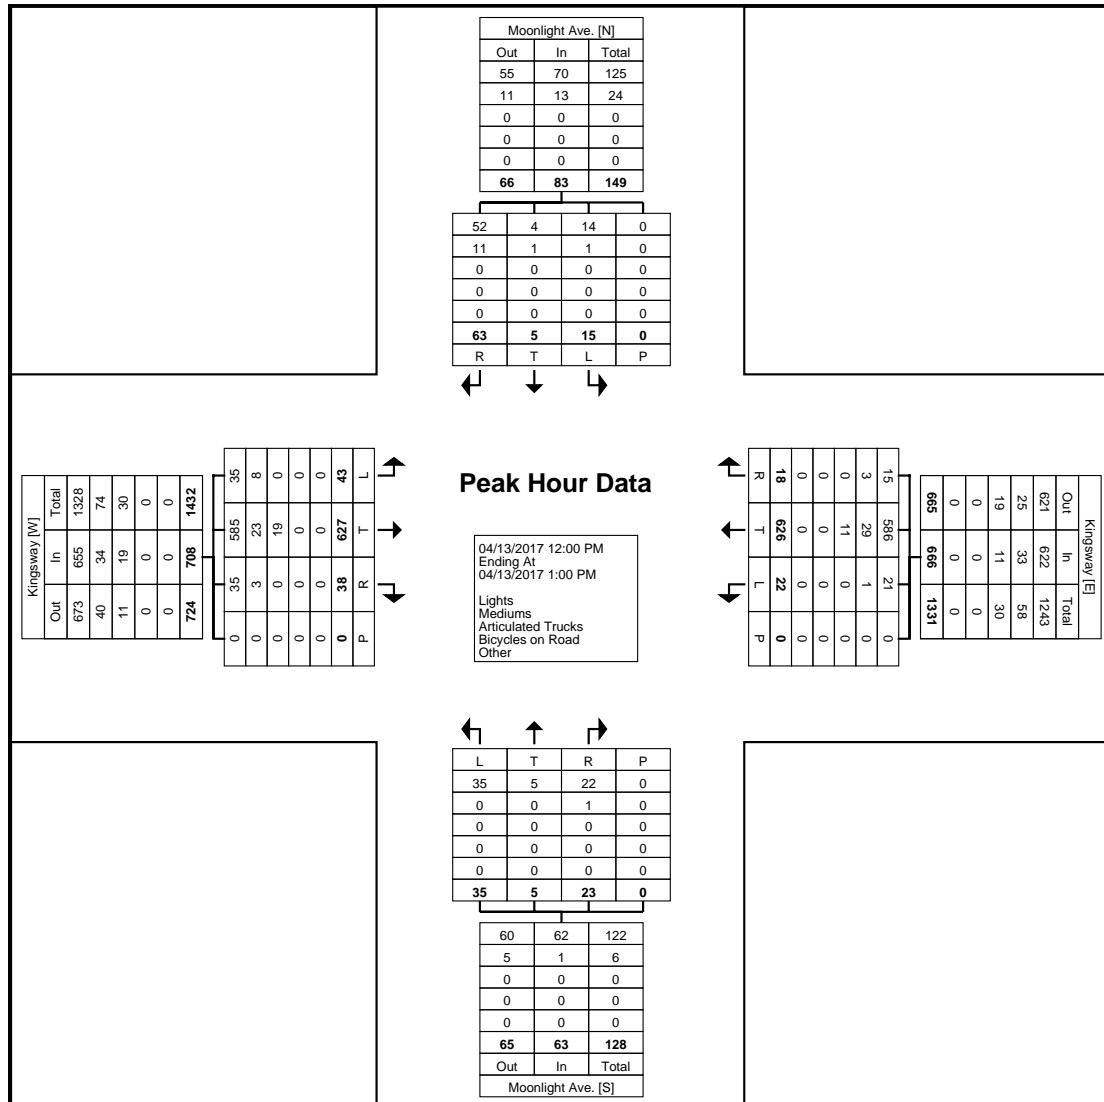 Moonlight Ave. [N]
Out In Total
55 70 125
11 13 24
0 0 0
0 0 0
0 0 0
66 83 149
52 4 14 0
11 1 1 0
0 0 0 0
0 0 0 0
0 0 0 0
63 5 15 0
R T L P
Kingsway [W]
Total 1328 74 30 0 0 1432
In 655 34 19 0 0 708
Out 673 40 11 0 0 724
35 8 0 0 0 43 L
585 23 19 0 0 627 T
35 3 0 0 0 38 R
0 0 0 0 0 0 P
Peak Hour Data
04/13/2017 12:00 PM
Ending At
04/13/2017 1:00 PM
Lights
Mediums
Articulated Trucks
Bicycles on Road
Other
R 18 0 0 0 3 15
T 626 0 0 11 29 586
L 22 0 0 0 1 21
P 0 0 0 0 0 0
Kingsway [E]
Out In Total
621 622 1243
25 33 58
19 11 30
0 0 0
0 0 0
665 666 1331
L T R P
35 5 22 0
0 0 1 0
0 0 0 0
0 0 0 0
0 0 0 0
35 5 23 0
60 62 122
5 1 6
0 0 0
0 0 0
0 0 0
65 63 128
Out In Total
Moonlight Ave. [S]